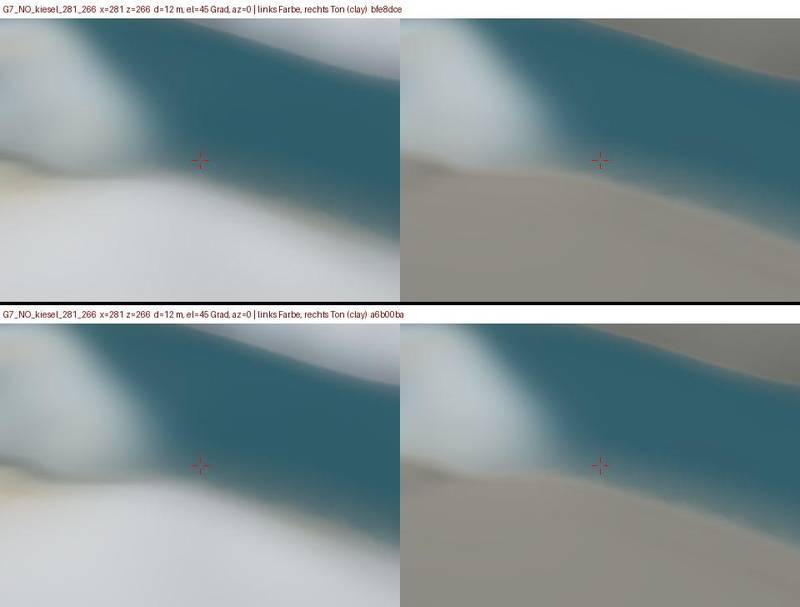 G7_NO_kiesel_281_266 x=281 z=266 d=12 m, el=45 Grad, az=0 | links Farbe, rechts Ton (clay) bfe8dce
G7_NO_kiesel_281_266 x=281 z=266 d=12 m, el=45 Grad, az=0 | links Farbe, rechts Ton (clay) a6b00ba